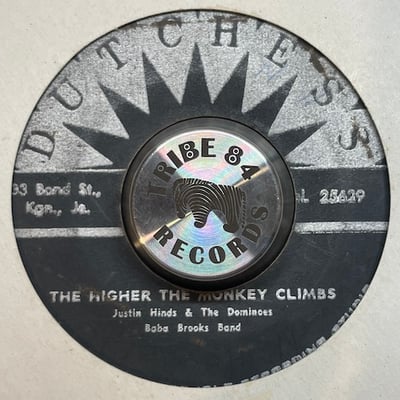 DUTCHESS
TRIBE 84
RECORDS
33 Bond St.,
Kgn., Ja.
25629
THE HIGHER THE MONKEY CLIMBS
Justin Hinds & The Dominoes
Baba Brooks Band
RECORDING